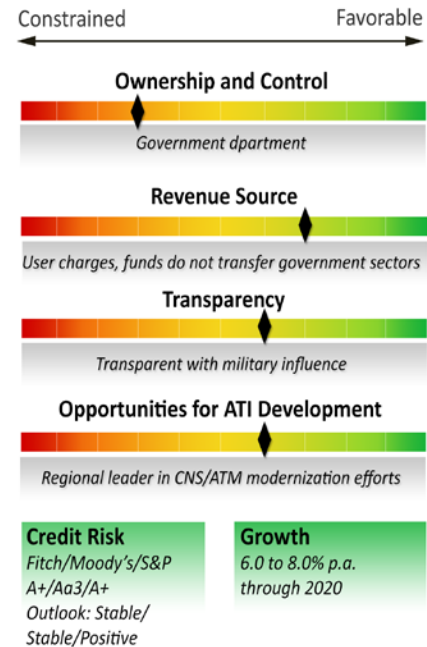 Constrained Favorable
Ownership and Control
Government dpartment
Revenue Source
User charges, funds do not transfer government sectors
Transparency
Transparent with military influence
Opportunities for ATI Development
Regional leader in CNS/ATM modernization efforts
Credit Risk
Fitch/Moody's/S&P
A+/Aa3/A+
Outlook: Stable/
Stable/Positive
Growth
6.0 to 8.0% p.a.
through 2020